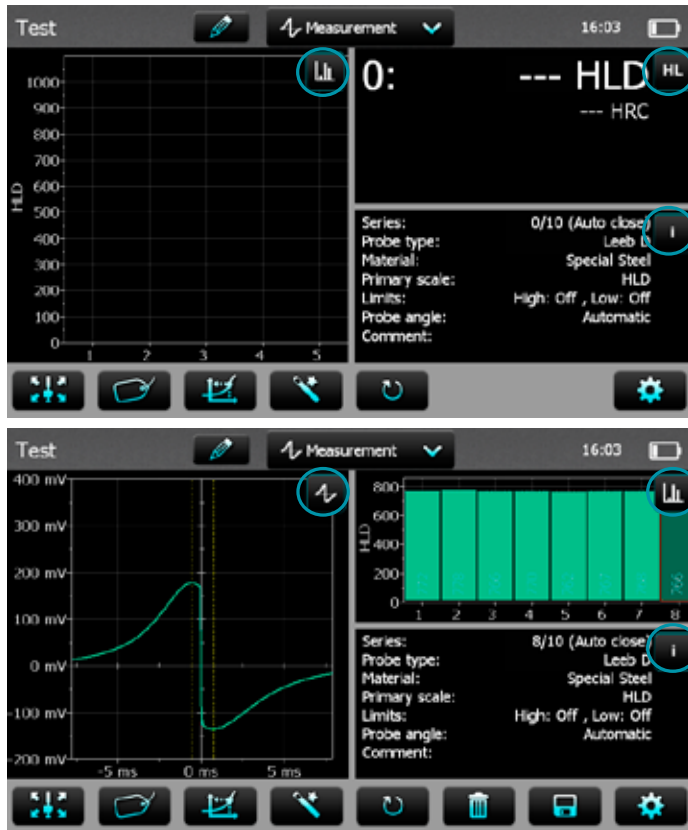 Test
Measurement
16:03
HLD
1000
900
800
700
600
500
400
300
200
100
0
1 2 3 4 5
0: --- HLD
HL
--- HRC
i
Series: 0/10 (Auto close)
Probe type: Leeb D
Material: Special Steel
Primary scale: HLD
Limits: High: Off , Low: Off
Probe angle: Automatic
Comment:
Test
Measurement
16:03
400 mV
300 mV
200 mV
100 mV
0 mV
-100 mV
-200 mV
-5 ms 0 ms 5 ms
HLD
800
600
400
200
0
1 2 3 4 5 6 7 8
766
i
Series: 8/10 (Auto close)
Probe type: Leeb D
Material: Special Steel
Primary scale: HLD
Limits: High: Off , Low: Off
Probe angle: Automatic
Comment: